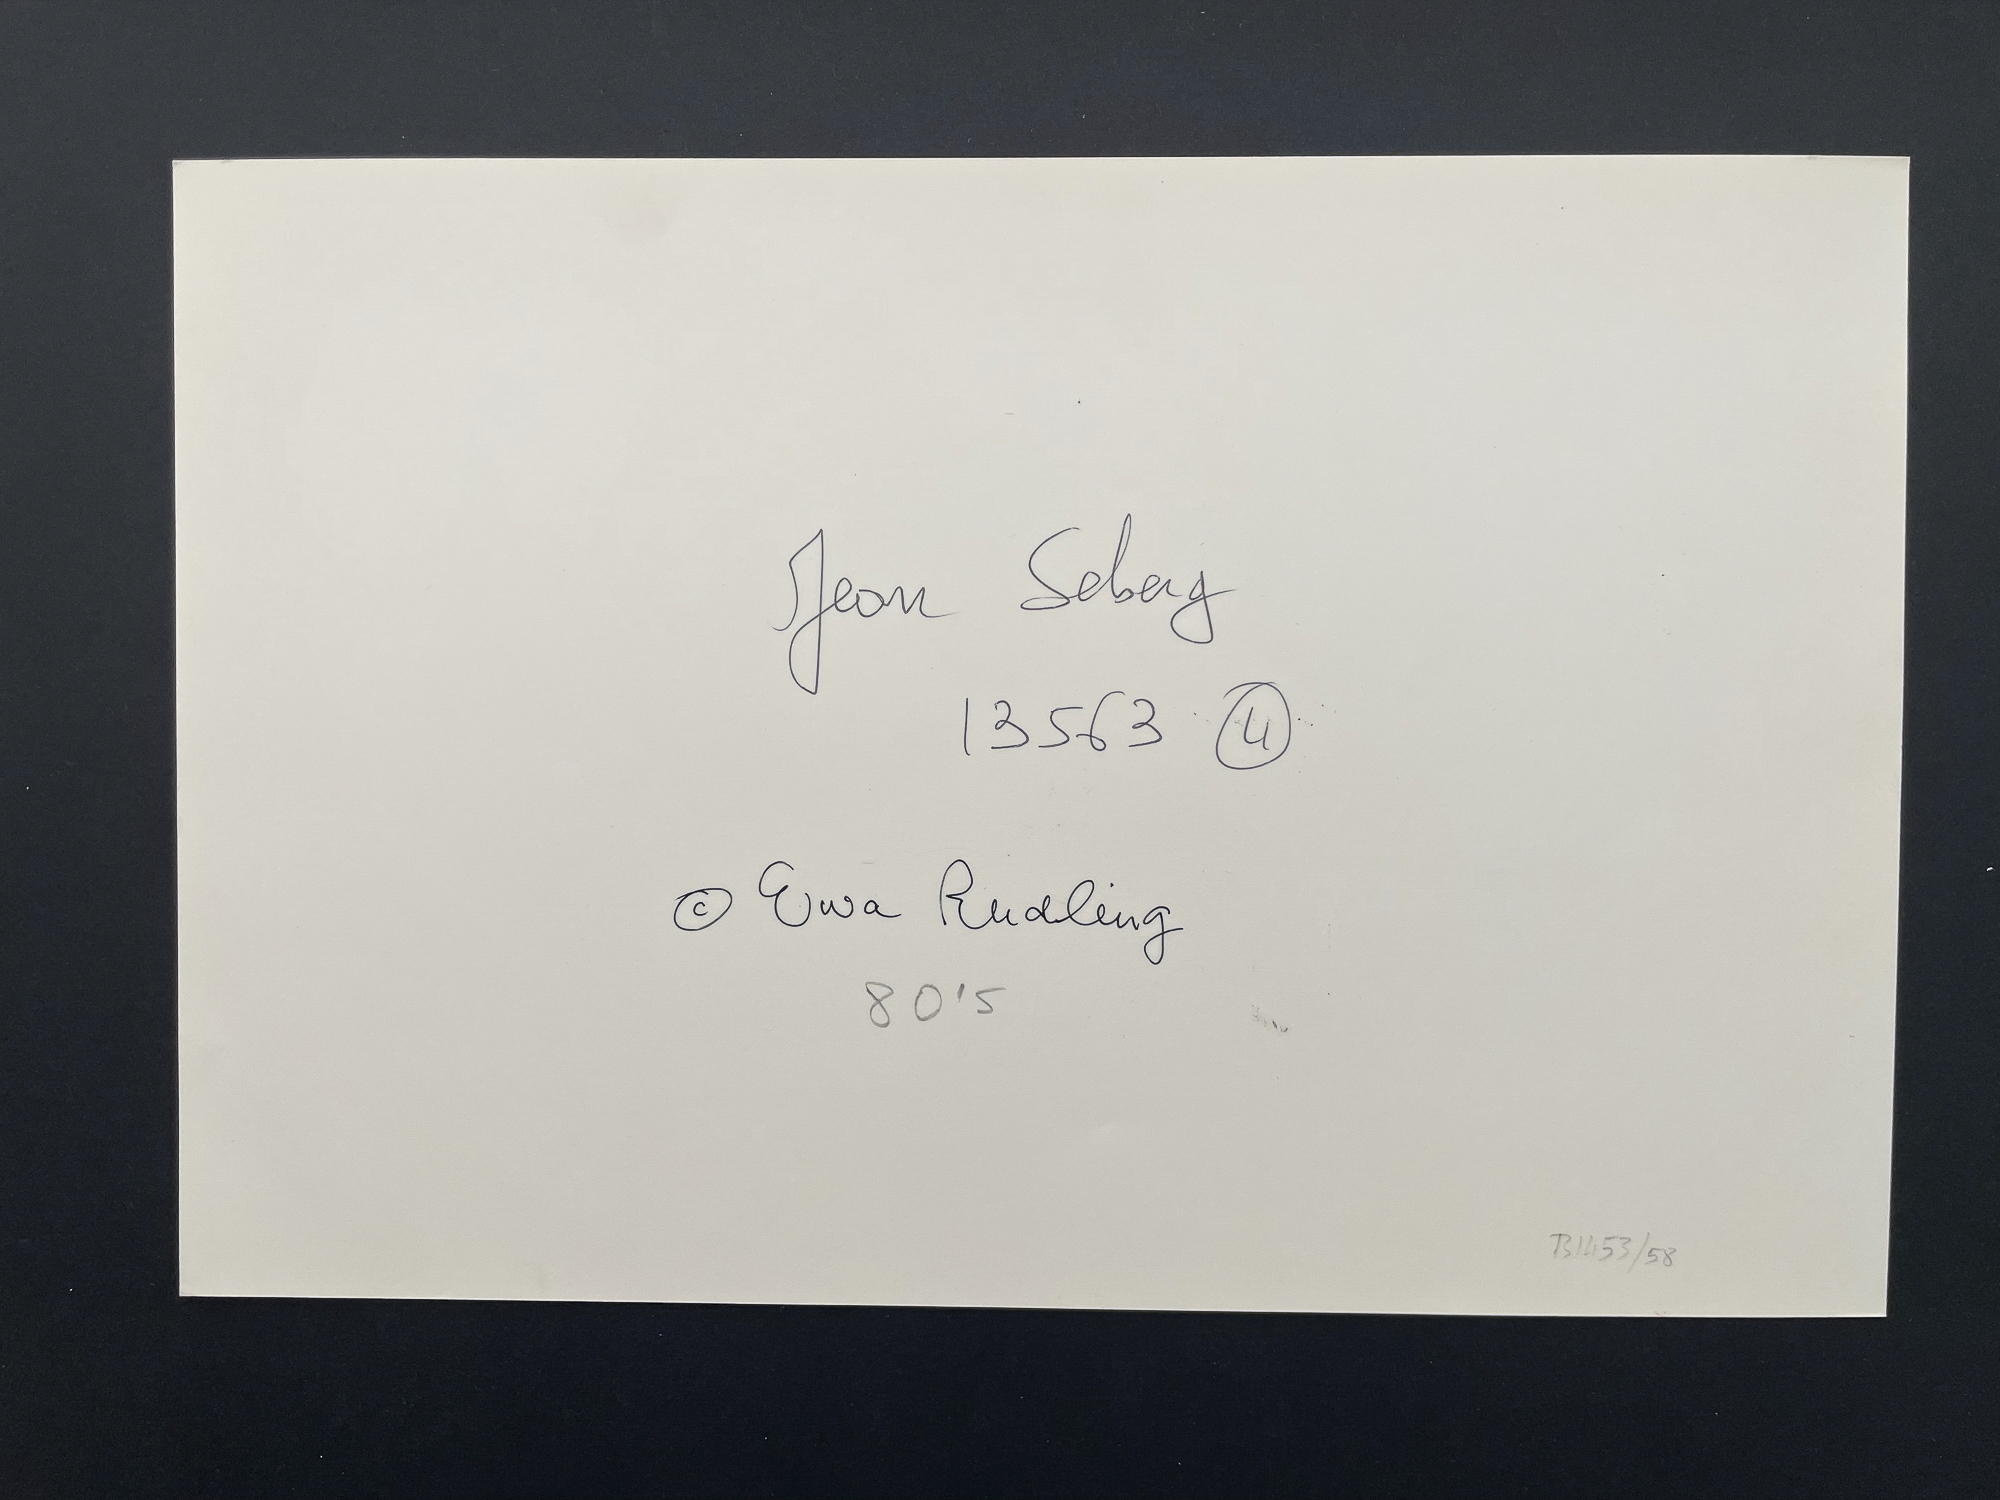 Jean Seberg
13563 4
© Ewa Rudling
80's
B1453/58